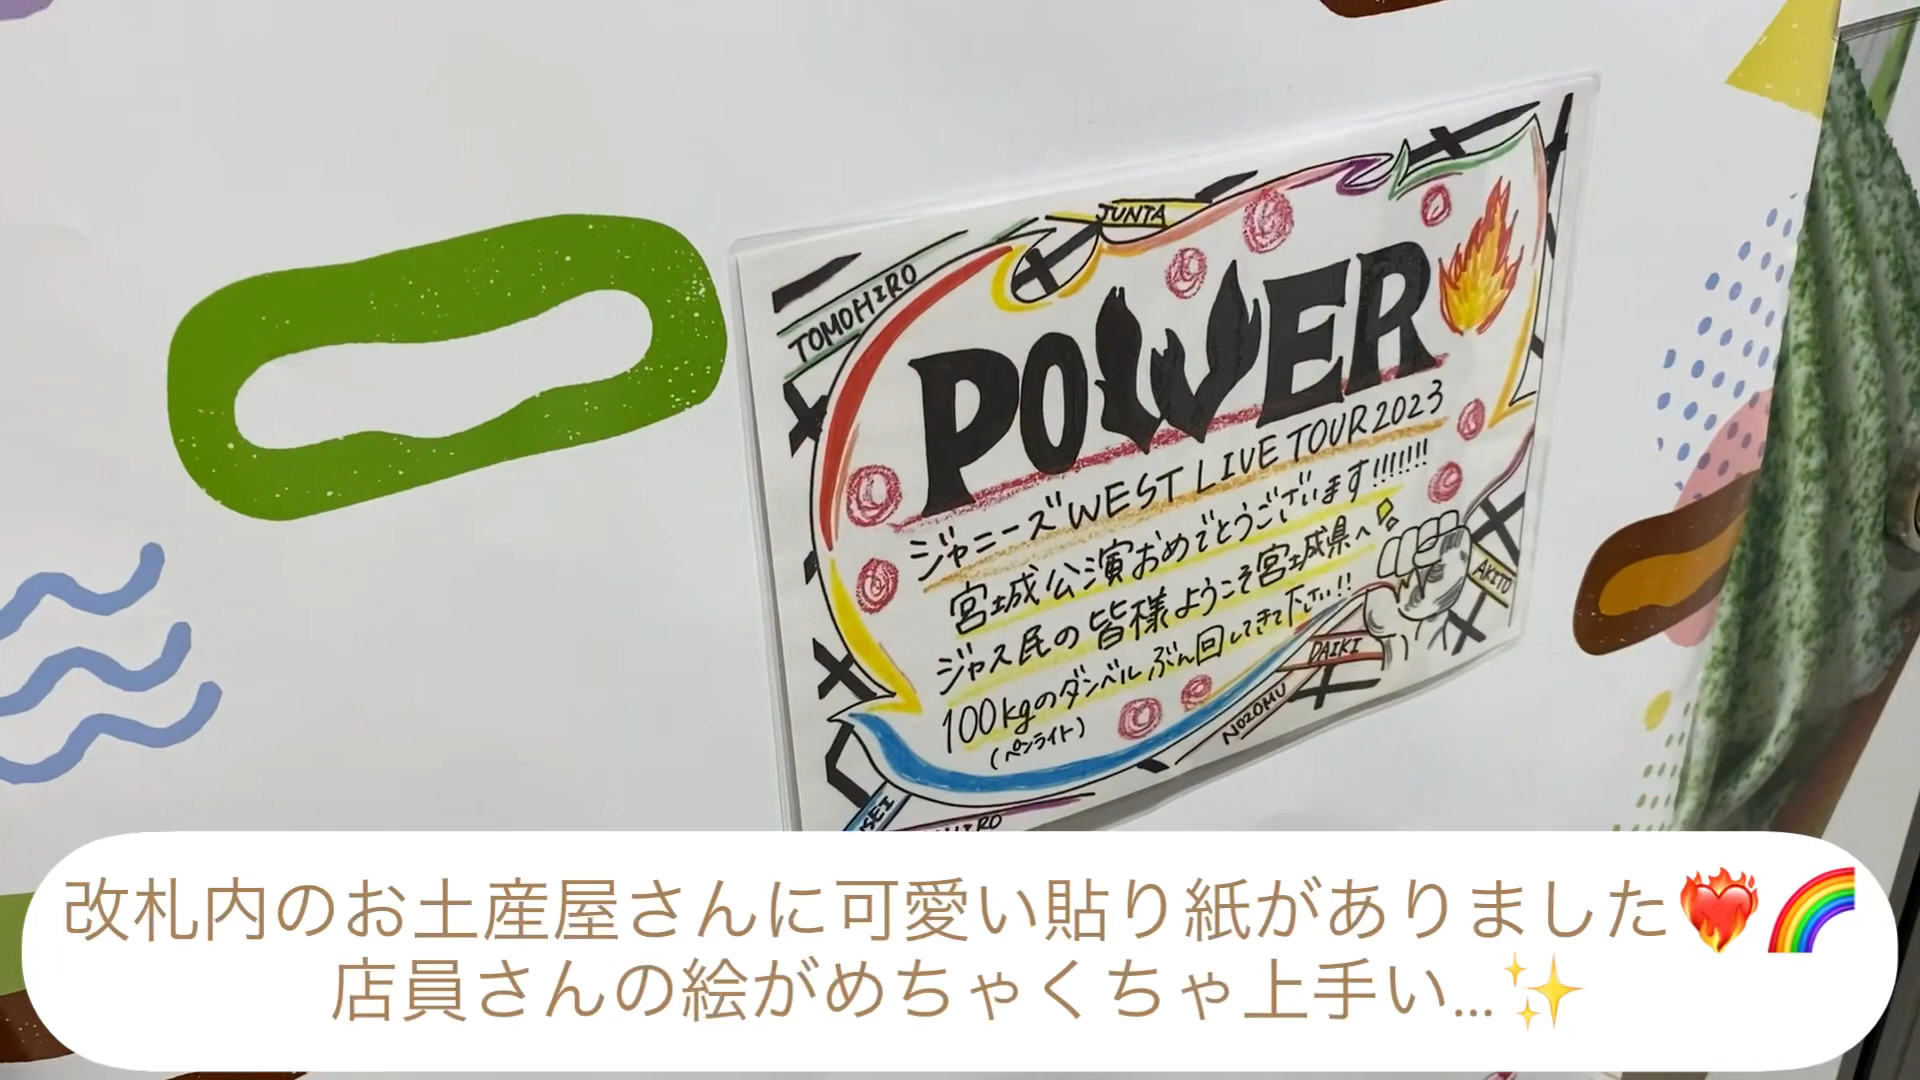 JUNTA
TOMOHIRO
POWER
ジャニーズWEST LIVE TOUR 2023
宮城公演おめでとうございます!!!!!!!
ジャス民の皆様ようこそ宮城県へ
100kgのダンベルぶん回してきて下さい!!
(ペンライト)
AKITO
DAIKI
NOZOMU
改札内のお土産屋さんに可愛い貼り紙がありました❤️‍🔥🌈
店員さんの絵がめちゃくちゃ上手い...✨